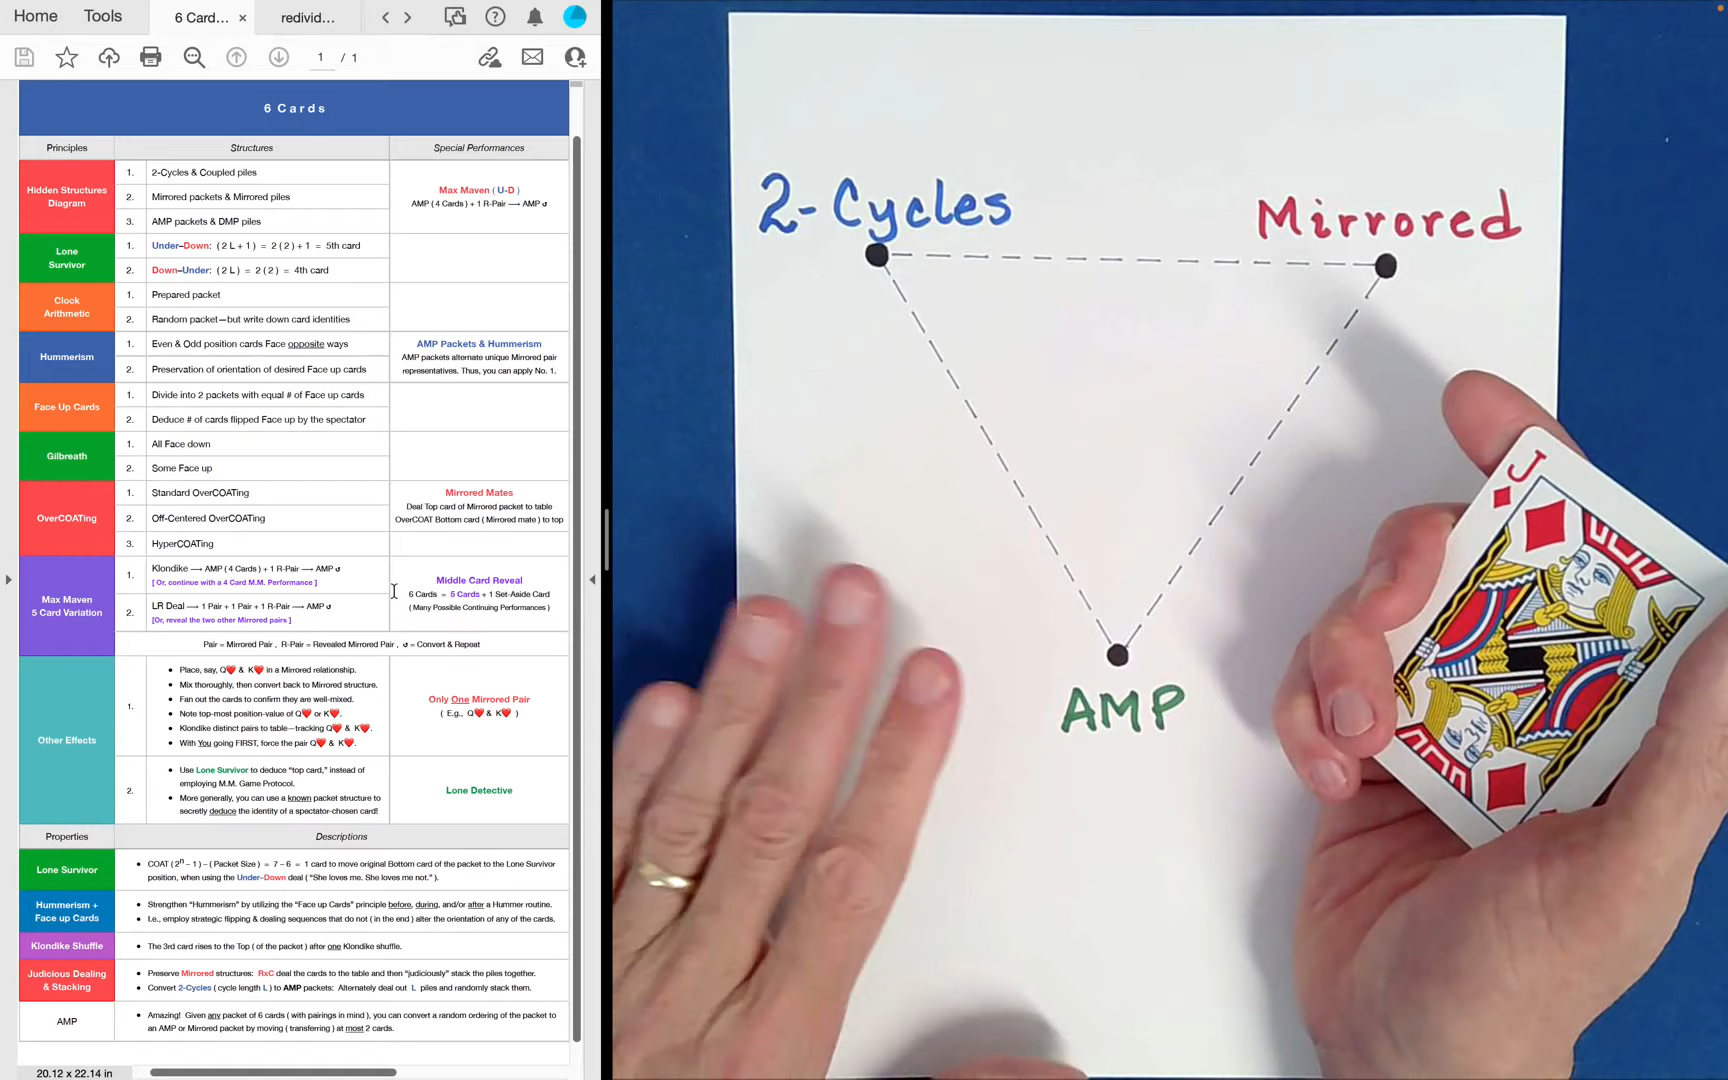 Home
Tools
6 Card...
×
redivid...
1 / 1
6 Cards
Principles
Structures
Special Performances
Hidden Structures
Diagram
1. 2-Cycles & Coupled piles
2. Mirrored packets & Mirrored piles
3. AMP packets & DMP piles
Max Maven ( U-D )
AMP ( 4 Cards ) + 1 R-Pair → AMP ↺
Lone
Survivor
1. Under–Down: ( 2 L + 1 ) = 2 ( 2 ) + 1 = 5th card
2. Down–Under: ( 2 L ) = 2 ( 2 ) = 4th card
Clock
Arithmetic
1. Prepared packet
2. Random packet—but write down card identities
Hummerism
1. Even & Odd position cards Face opposite ways
2. Preservation of orientation of desired Face up cards
AMP Packets & Hummerism
AMP packets alternate unique Mirrored pair
representatives. Thus, you can apply No. 1.
Face Up Cards
1. Divide into 2 packets with equal # of Face up cards
2. Deduce # of cards flipped Face up by the spectator
Gilbreath
1. All Face down
2. Some Face up
OverCOATing
1. Standard OverCOATing
2. Off-Centered OverCOATing
3. HyperCOATing
Mirrored Mates
Deal Top card of Mirrored packet to table
OverCOAT Bottom card ( Mirrored mate ) to top
Max Maven
5 Card Variation
1. Klondike → AMP ( 4 Cards ) + 1 R-Pair → AMP ↺
[ Or, continue with a 4 Card M.M. Performance ]
2. LR Deal → 1 Pair + 1 Pair + 1 R-Pair → AMP ↺
[Or, reveal the two other Mirrored pairs ]
Middle Card Reveal
6 Cards = 5 Cards + 1 Set-Aside Card
( Many Possible Continuing Performances )
Pair = Mirrored Pair , R-Pair = Revealed Mirrored Pair , ↺ = Convert & Repeat
Other Effects
1.
• Place, say, Q❤ & K❤ in a Mirrored relationship.
• Mix thoroughly, then convert back to Mirrored structure.
• Fan out the cards to confirm they are well-mixed.
• Note top-most position-value of Q❤ or K❤.
• Klondike distinct pairs to table—tracking Q❤ & K❤.
• With You going FIRST, force the pair Q❤ & K❤.
Only One Mirrored Pair
( E.g., Q❤ & K❤ )
2.
• Use Lone Survivor to deduce "top card," instead of
employing M.M. Game Protocol.
• More generally, you can use a known packet structure to
secretly deduce the identity of a spectator-chosen card!
Lone Detective
Properties
Descriptions
Lone Survivor
• COAT ( 2ⁿ – 1 ) – ( Packet Size ) = 7 – 6 = 1 card to move original Bottom card of the packet to the Lone Survivor
position, when using the Under–Down deal ( "She loves me. She loves me not." ).
Hummerism +
Face up Cards
• Strengthen "Hummerism" by utilizing the "Face up Cards" principle before, during, and/or after a Hummer routine.
• I.e., employ strategic flipping & dealing sequences that do not ( in the end ) alter the orientation of any of the cards.
Klondike Shuffle
• The 3rd card rises to the Top ( of the packet ) after one Klondike shuffle.
Judicious Dealing
& Stacking
• Preserve Mirrored structures: RxC deal the cards to the table and then "judiciously" stack the piles together.
• Convert 2-Cycles ( cycle length L ) to AMP packets: Alternately deal out L piles and randomly stack them.
AMP
• Amazing! Given any packet of 6 cards ( with pairings in mind ), you can convert a random ordering of the packet to
an AMP or Mirrored packet by moving ( transferring ) at most 2 cards.
20.12 x 22.14 in
2-Cycles
Mirrored
AMP
J